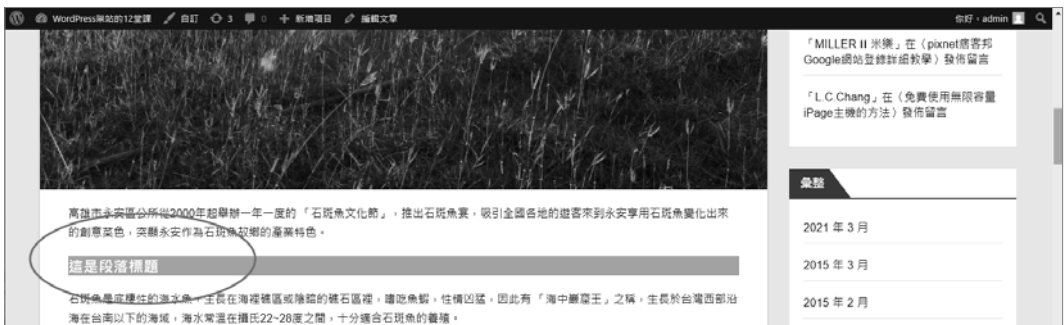 WordPress架站的12堂課 自訂 3 0 新增項目 編輯文章 你好，admin
高雄市永安區公所從2000年起舉辦一年一度的「石斑魚文化節」，推出石斑魚宴，吸引全國各地的遊客來到永安享用石斑魚變化出來
的創意菜色，突顯永安作為石斑魚故鄉的產業特色。
這是段落標題
石斑魚是底棲性的海水魚，生長在海裡礁區或陰暗的礁石區裡，嗜吃魚蝦，性情凶猛，因此有「海中嚴窟王」之稱，生長於台灣西部沿
海在台南以下的海域，海水常溫在攝氏22~28度之間，十分適合石斑魚的養殖。
「MILLER II 米樂」在〈pixnet痞客邦
Google網站登錄詳細教學〉發佈留言
「L.C.Chang」在〈免費使用無限容量
iPage主機的方法〉發佈留言
彙整
2021 年 3 月
2015 年 3 月
2015 年 2 月